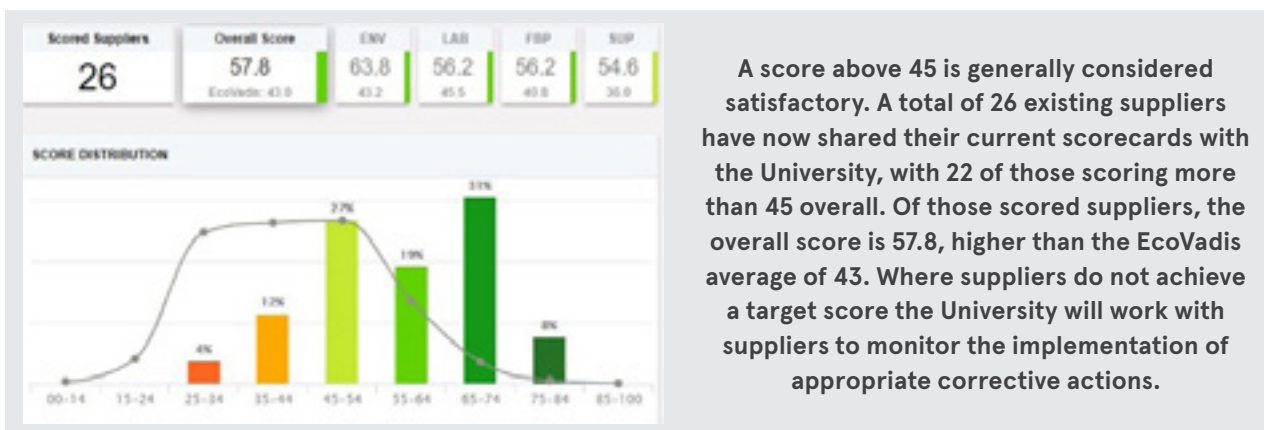 Scored Suppliers
26
Overall Score
57.8
EcoVadis: 43.0
ENV
63.8
43.2
LAB
56.2
45.5
FBP
56.2
40.8
SUP
54.6
36.0
SCORE DISTRIBUTION
4%
12%
27%
19%
31%
8%
00-14 15-24 25-34 35-44 45-54 55-64 65-74 75-84 85-100
A score above 45 is generally considered
satisfactory. A total of 26 existing suppliers
have now shared their current scorecards with
the University, with 22 of those scoring more
than 45 overall. Of those scored suppliers, the
overall score is 57.8, higher than the EcoVadis
average of 43. Where suppliers do not achieve
a target score the University will work with
suppliers to monitor the implementation of
appropriate corrective actions.